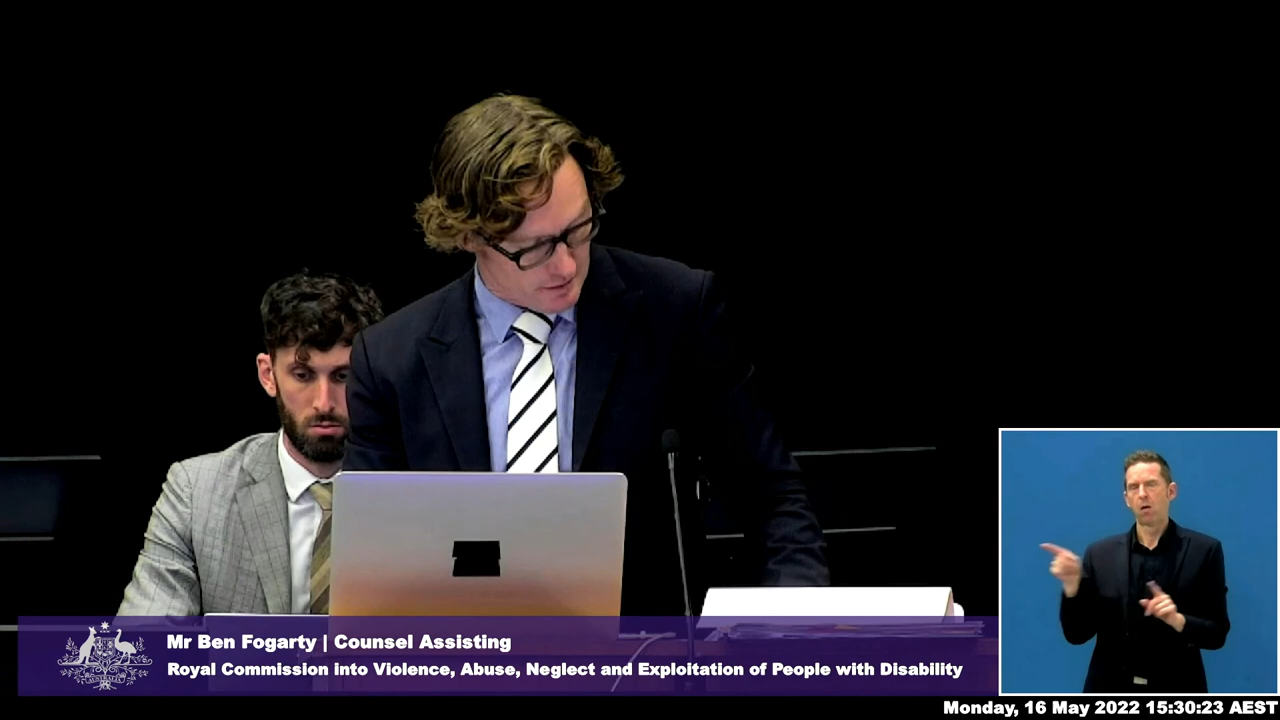 Mr Ben Fogarty | Counsel Assisting
Royal Commission into Violence, Abuse, Neglect and Exploitation of People with Disability
Monday, 16 May 2022 15:30:23 AEST